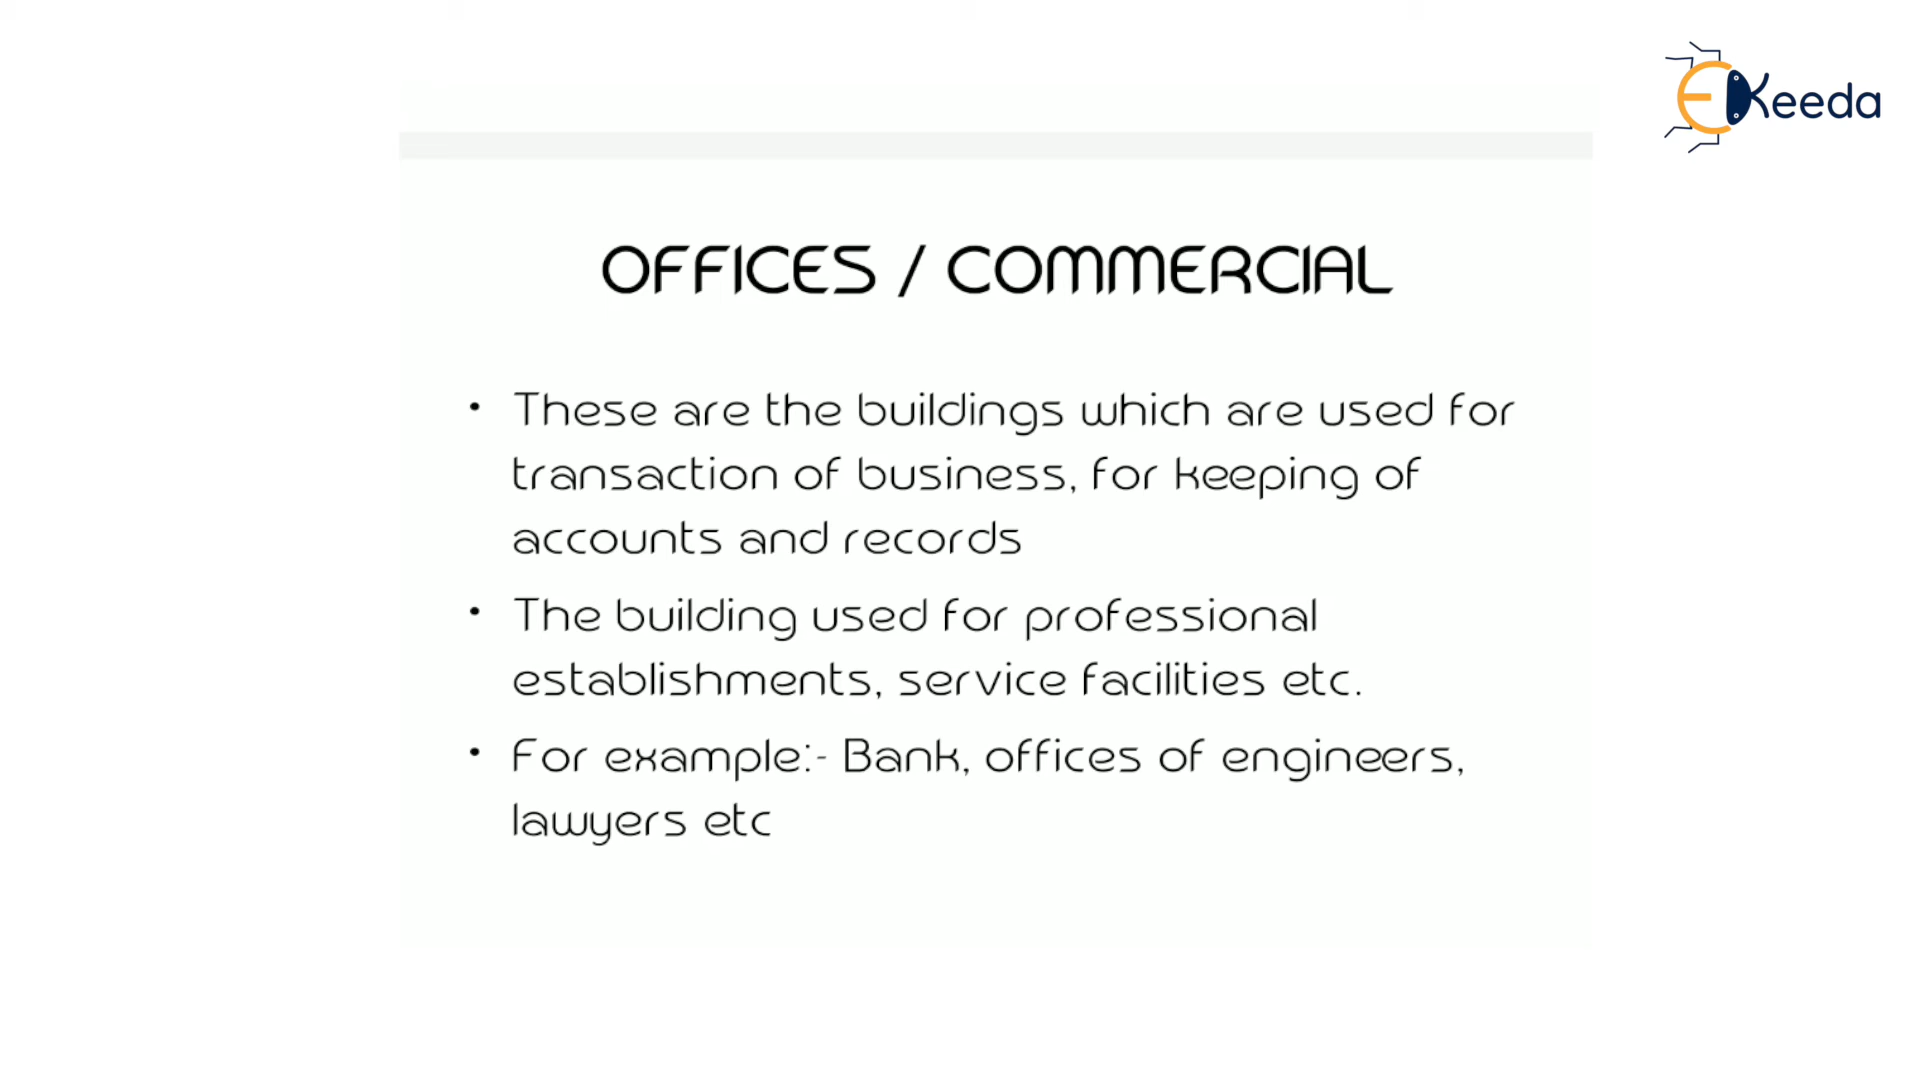 EKeeda
OFFICES / COMMERCIAL
• These are the buildings which are used for
transaction of business, for keeping of
accounts and records
• The building used for professional
establishments, service facilities etc.
• For example:- Bank, offices of engineers,
lawyers etc